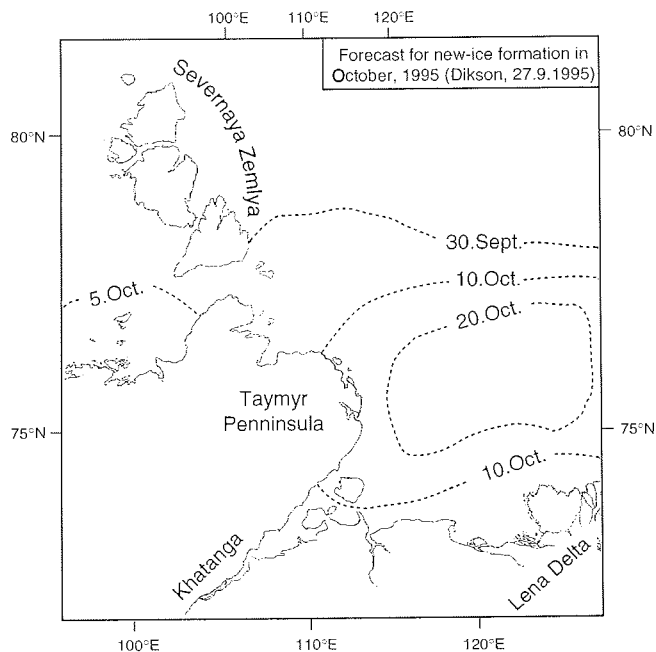 100°E 110°E 120°E
Forecast for new-ice formation in
October, 1995 (Dikson, 27.9.1995)
Severnaya Zemlya
80°N
80°N
30.Sept.
5.Oct.
10.Oct.
20.Oct.
Taymyr
Penninsula
75°N
75°N
10.Oct.
Khatanga
Lena Delta
100°E 110°E 120°E